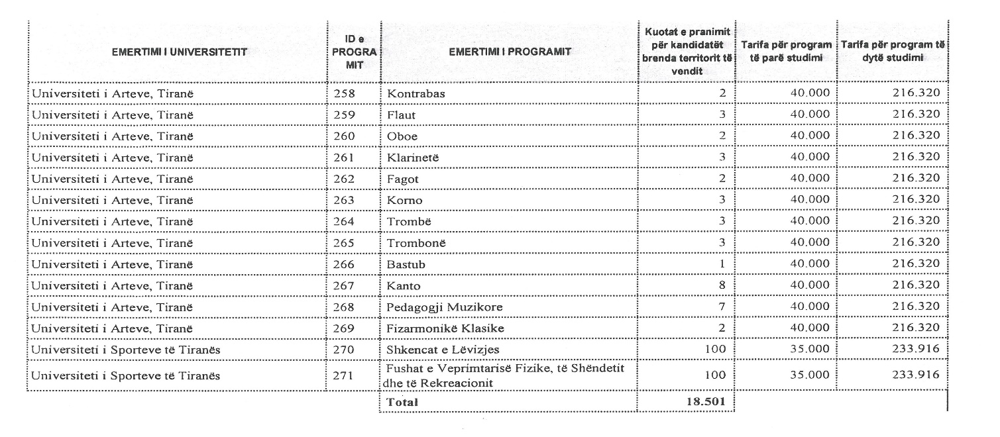 EMERTIMI I UNIVERSITETIT
ID e
PROGRA
MIT
EMERTIMI I PROGRAMIT
Kuotat e pranimit
për kandidatët
brenda territorit të
vendit
Tarifa për program
të parë studimi
Tarifa për program të
dytë studimi
Universiteti i Arteve, Tiranë 258 Kontrabas 2 40.000 216.320
Universiteti i Arteve, Tiranë 259 Flaut 3 40.000 216.320
Universiteti i Arteve, Tiranë 260 Oboe 2 40.000 216.320
Universiteti i Arteve, Tiranë 261 Klarinetë 3 40.000 216.320
Universiteti i Arteve, Tiranë 262 Fagot 2 40.000 216.320
Universiteti i Arteve, Tiranë 263 Korno 3 40.000 216.320
Universiteti i Arteve, Tiranë 264 Trombë 3 40.000 216.320
Universiteti i Arteve, Tiranë 265 Trombonë 3 40.000 216.320
Universiteti i Arteve, Tiranë 266 Bastub 1 40.000 216.320
Universiteti i Arteve, Tiranë 267 Kanto 8 40.000 216.320
Universiteti i Arteve, Tiranë 268 Pedagogji Muzikore 7 40.000 216.320
Universiteti i Arteve, Tiranë 269 Fizarmonikë Klasike 2 40.000 216.320
Universiteti i Sporteve të Tiranës 270 Shkencat e Lëvizjes 100 35.000 233.916
Universiteti i Sporteve të Tiranës 271 Fushat e Veprimtarisë Fizike, të Shëndetit
dhe të Rekreacionit 100 35.000 233.916
Total 18.501